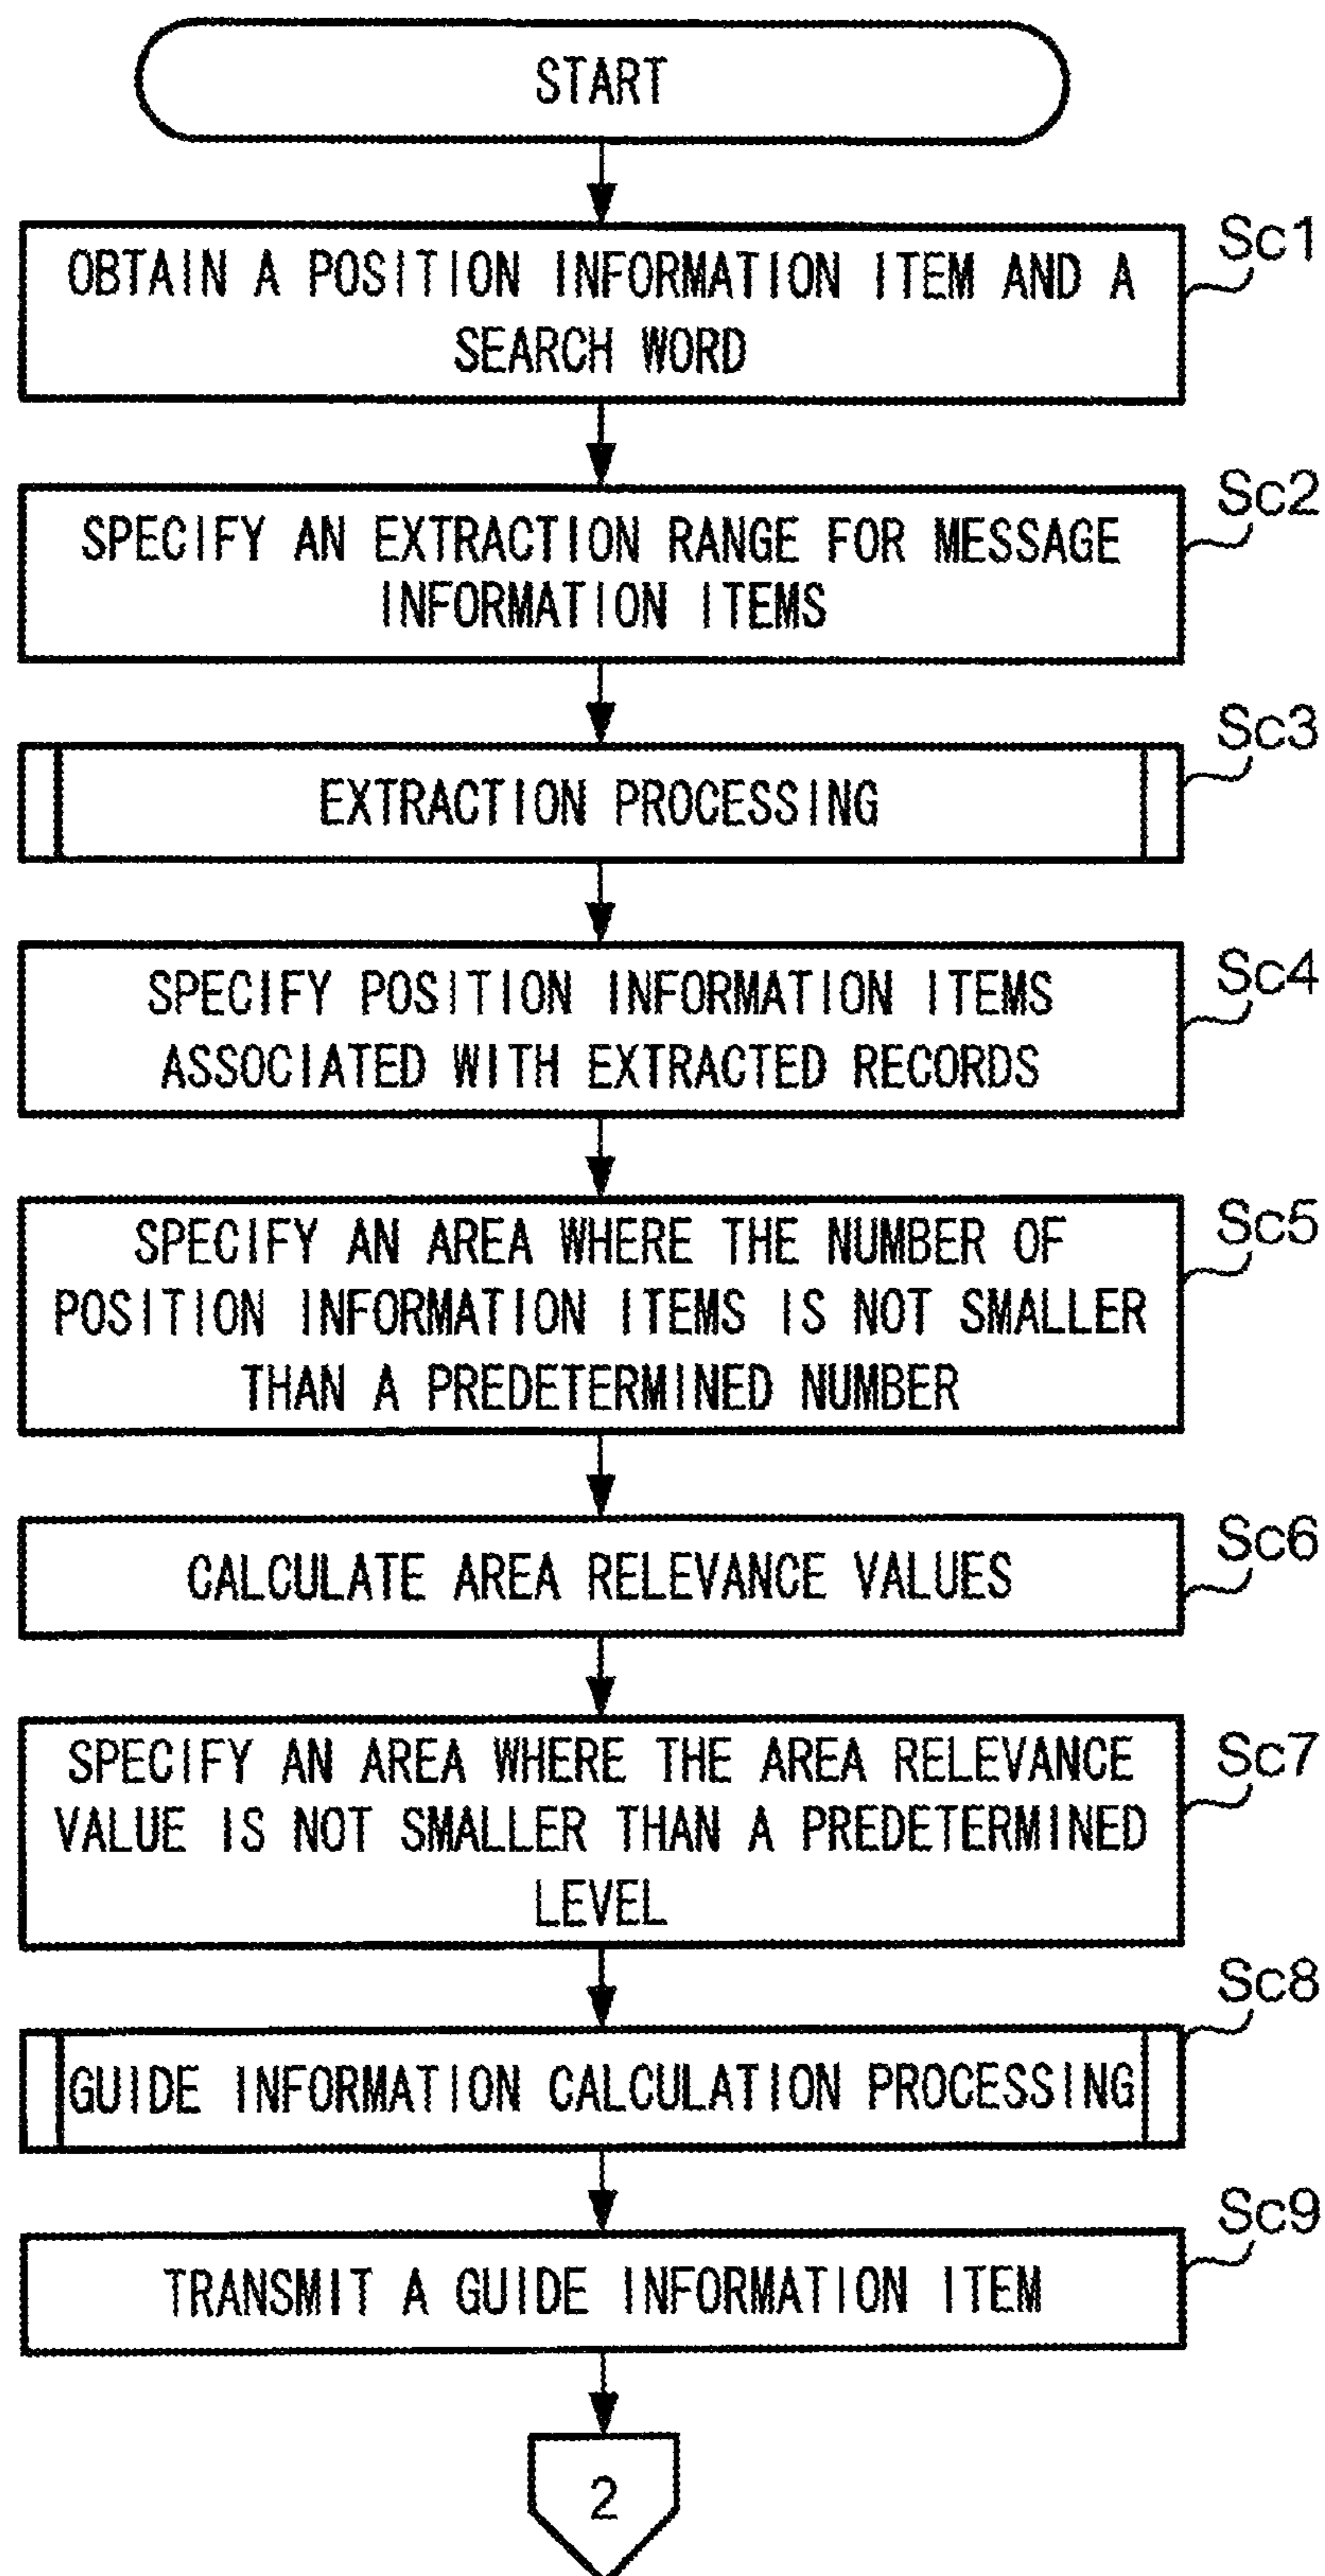 START
Sc1
OBTAIN A POSITION INFORMATION ITEM AND A
SEARCH WORD
Sc2
SPECIFY AN EXTRACTION RANGE FOR MESSAGE
INFORMATION ITEMS
Sc3
EXTRACTION PROCESSING
Sc4
SPECIFY POSITION INFORMATION ITEMS
ASSOCIATED WITH EXTRACTED RECORDS
Sc5
SPECIFY AN AREA WHERE THE NUMBER OF
POSITION INFORMATION ITEMS IS NOT SMALLER
THAN A PREDETERMINED NUMBER
Sc6
CALCULATE AREA RELEVANCE VALUES
Sc7
SPECIFY AN AREA WHERE THE AREA RELEVANCE
VALUE IS NOT SMALLER THAN A PREDETERMINED
LEVEL
Sc8
GUIDE INFORMATION CALCULATION PROCESSING
Sc9
TRANSMIT A GUIDE INFORMATION ITEM
2